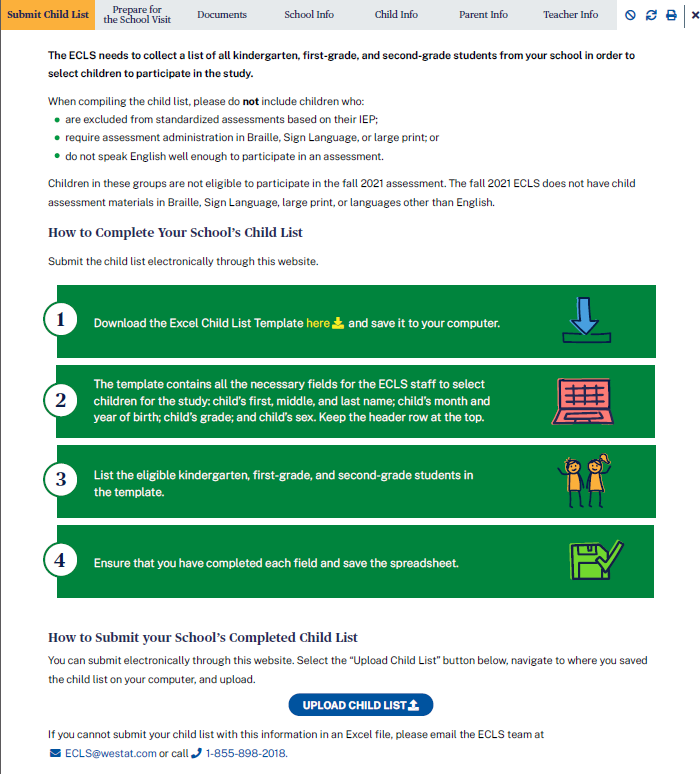 Submit Child List
Prepare for
the School Visit
Documents
School Info
Child Info
Parent Info
Teacher Info
The ECLS needs to collect a list of all kindergarten, first-grade, and second-grade students from your school in order to
select children to participate in the study.
When compiling the child list, please do not include children who:
are excluded from standardized assessments based on their IEP;
require assessment administration in Braille, Sign Language, or large print; or
do not speak English well enough to participate in an assessment.
Children in these groups are not eligible to participate in the fall 2021 assessment. The fall 2021 ECLS does not have child
assessment materials in Braille, Sign Language, large print, or languages other than English.
How to Complete Your School's Child List
Submit the child list electronically through this website.
1
Download the Excel Child List Template here and save it to your computer.
2
The template contains all the necessary fields for the ECLS staff to select
children for the study: child's first, middle, and last name; child's month and
year of birth; child's grade; and child's sex. Keep the header row at the top.
3
List the eligible kindergarten, first-grade, and second-grade students in
the template.
4
Ensure that you have completed each field and save the spreadsheet.
How to Submit your School's Completed Child List
You can submit electronically through this website. Select the "Upload Child List" button below, navigate to where you saved
the child list on your computer, and upload.
UPLOAD CHILD LIST
If you cannot submit your child list with this information in an Excel file, please email the ECLS team at
ECLS@westat.com or call 1-855-898-2018.